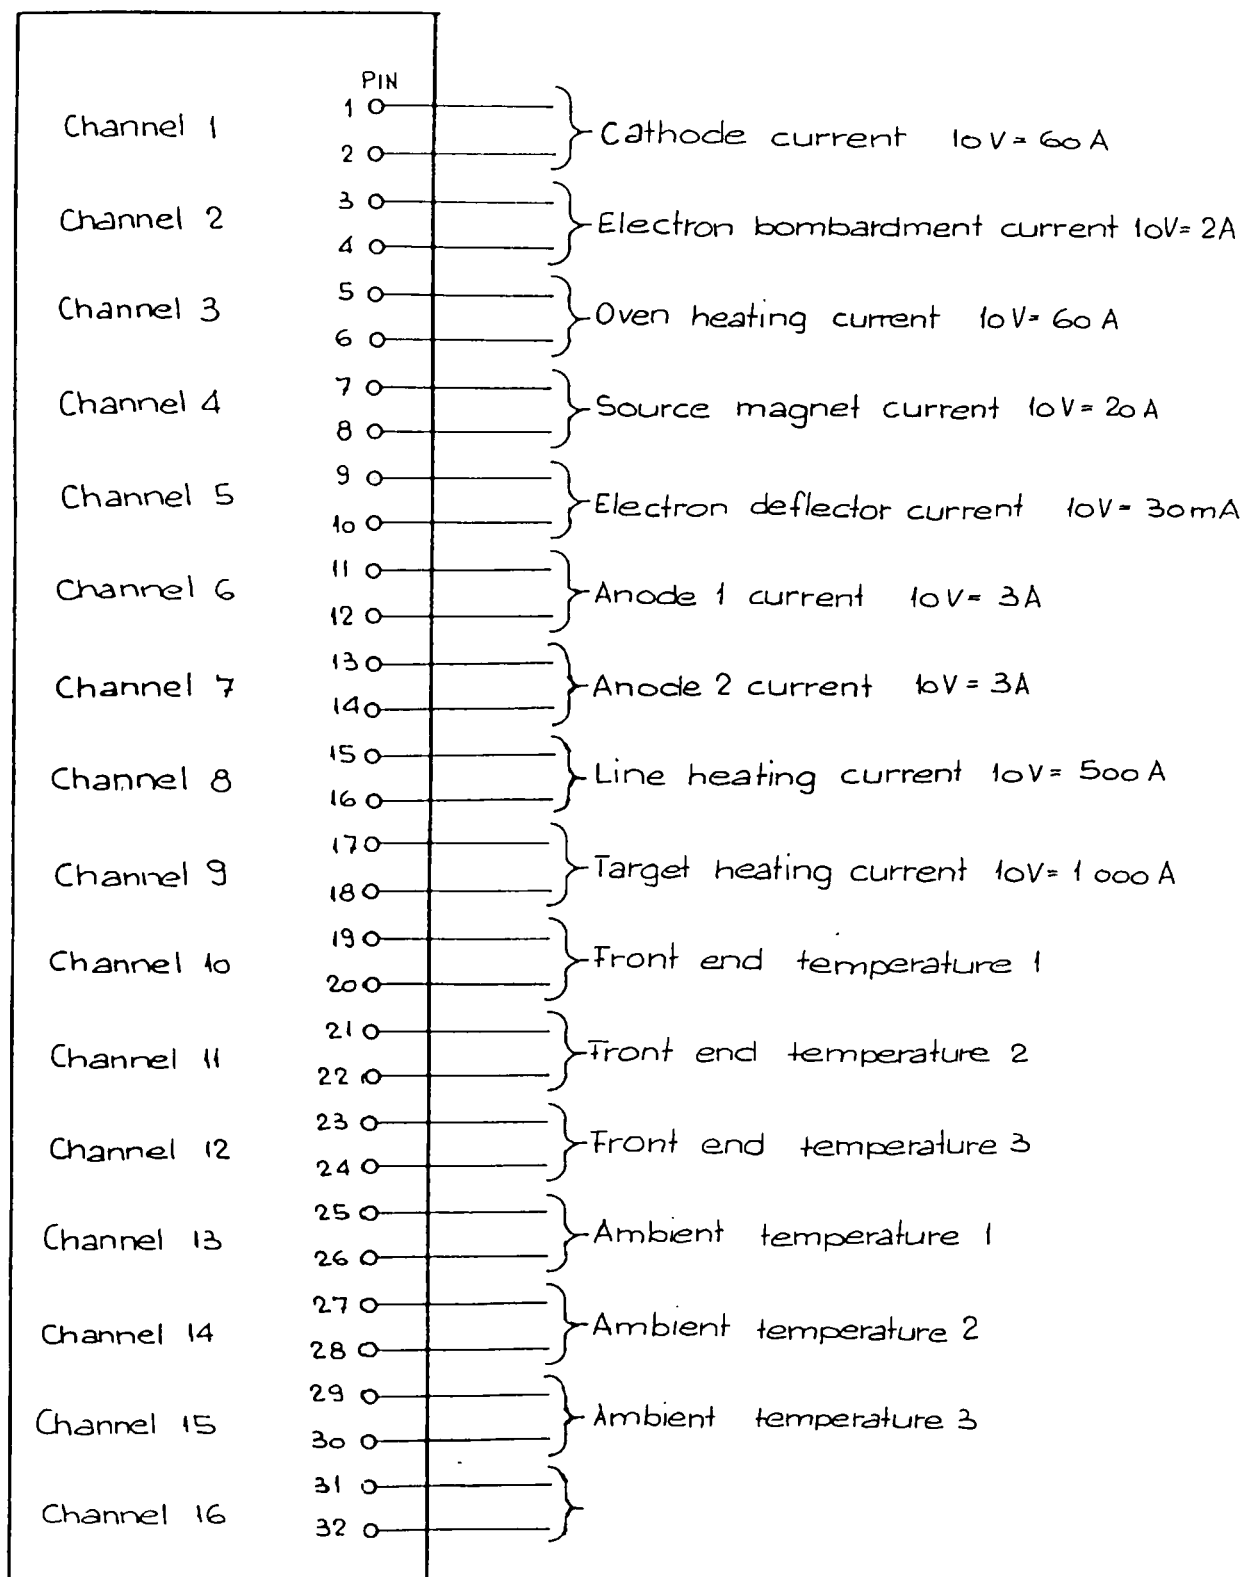 PIN
Channel 1 1 2 Cathode current 10V = 60 A
Channel 2 3 4 Electron bombardment current 10V= 2A
Channel 3 5 6 Oven heating current 10V= 60 A
Channel 4 7 8 Source magnet current 10V = 20 A
Channel 5 9 10 Electron deflector current 10V= 30mA
Channel 6 11 12 Anode 1 current 10V= 3A
Channel 7 13 14 Anode 2 current 10V = 3A
Channel 8 15 16 Line heating current 10V= 500A
Channel 9 17 18 Target heating current 10V= 1 000 A
Channel 10 19 20 Front end temperature 1
Channel 11 21 22 Front end temperature 2
Channel 12 23 24 Front end temperature 3
Channel 13 25 26 Ambient temperature 1
Channel 14 27 28 Ambient temperature 2
Channel 15 29 30 Ambient temperature 3
Channel 16 31 32